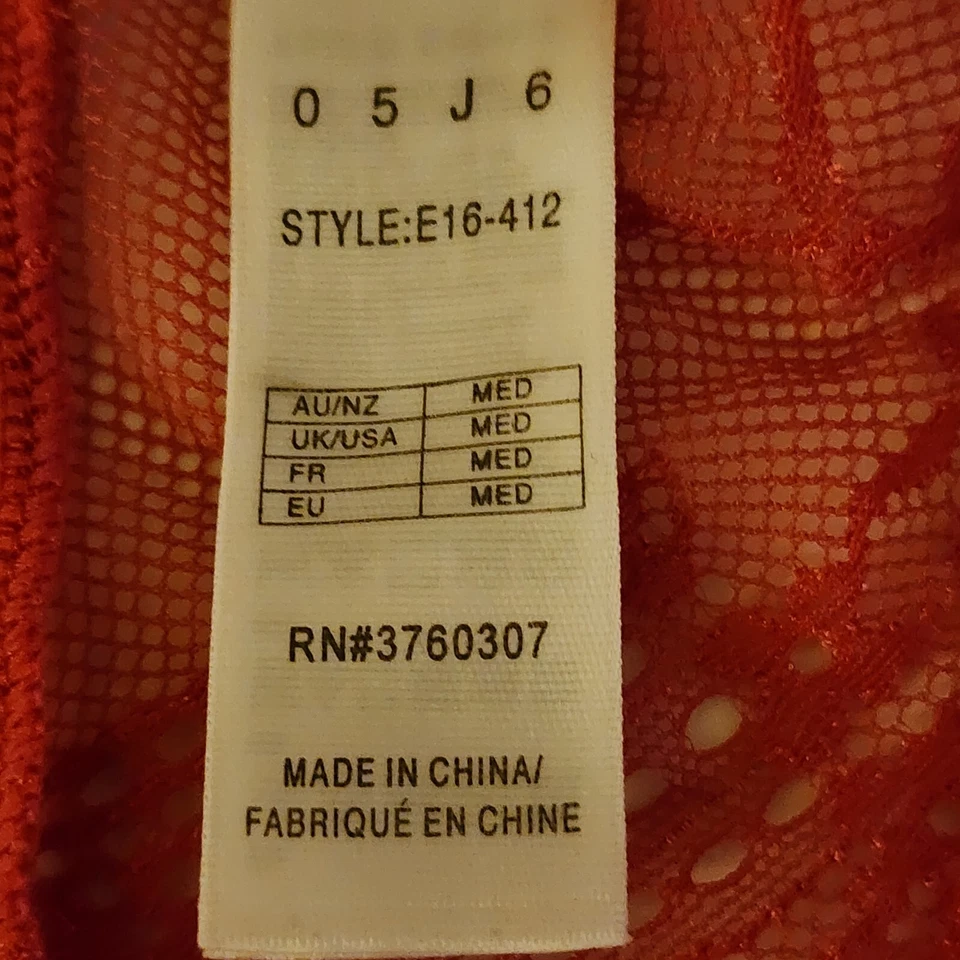 0 5 J 6
STYLE:E16-412
AU/NZ MED
UK/USA MED
FR MED
EU MED
RN#3760307
MADE IN CHINA/
FABRIQUÉ EN CHINE